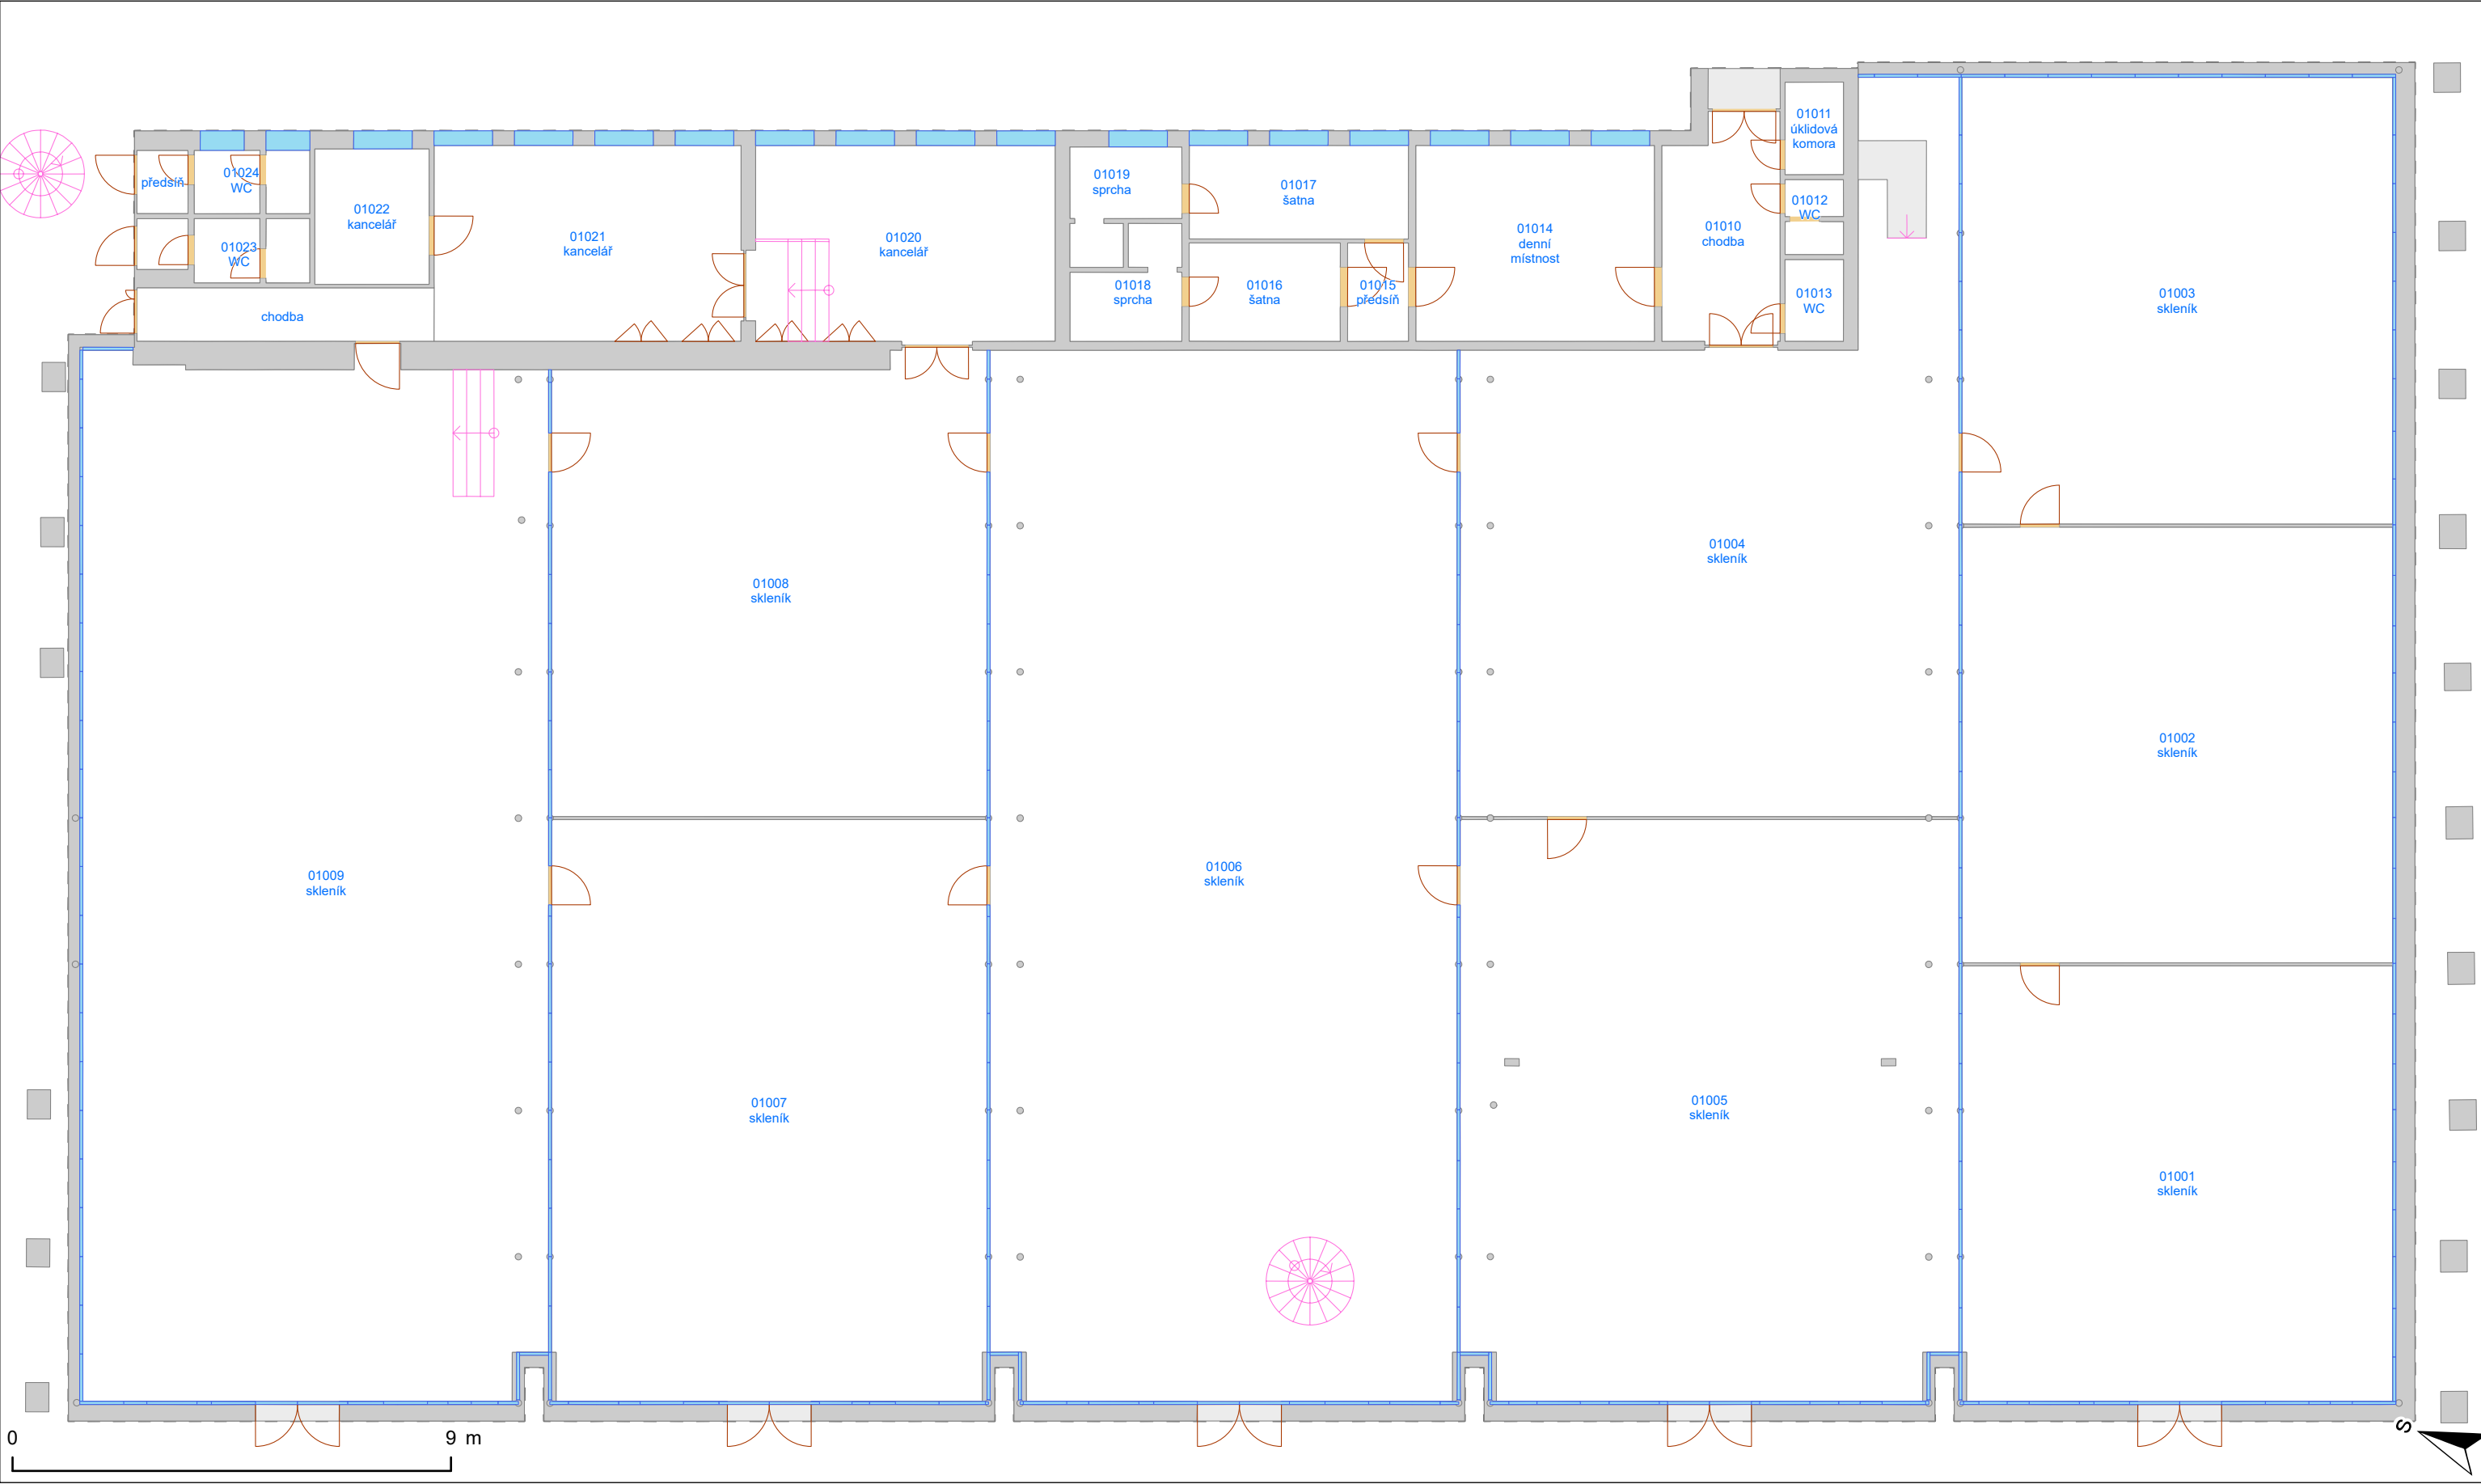 01011
úklidová
komora
01024
WC
předsíň
01019
sprcha
01017
šatna
01012
WC
01022
kancelář
01010
chodba
01014
denní
místnost
01021
kancelář
01020
kancelář
01023
WC
01018
sprcha
01016
šatna
01015
předsíň
01013
WC
01003
skleník
chodba
01004
skleník
01008
skleník
01002
skleník
01006
skleník
01009
skleník
01007
skleník
01005
skleník
01001
skleník
0
9 m
S